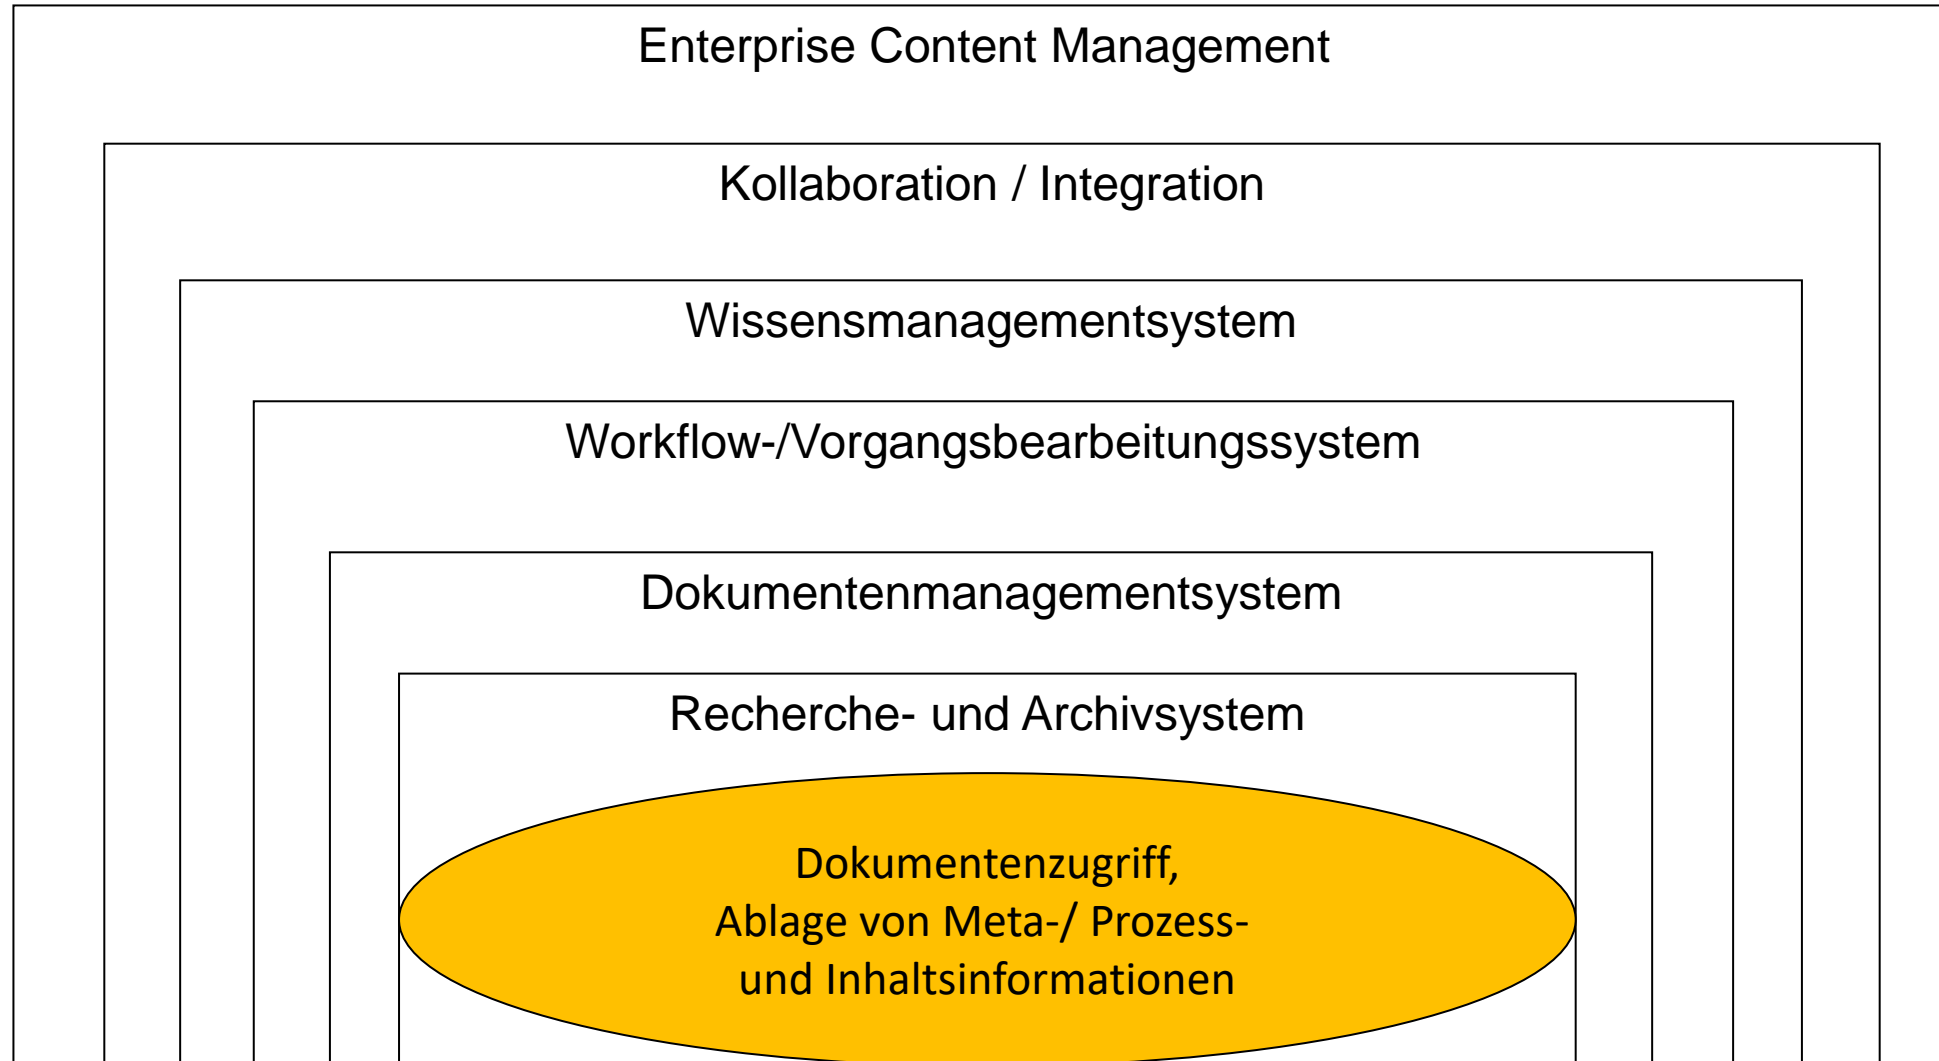 Enterprise Content Management
Kollaboration / Integration
Wissensmanagementsystem
Workflow-/Vorgangsbearbeitungssystem
Dokumentenmanagementsystem
Recherche- und Archivsystem
Dokumentenzugriff,
Ablage von Meta-/ Prozess-
und Inhaltsinformationen